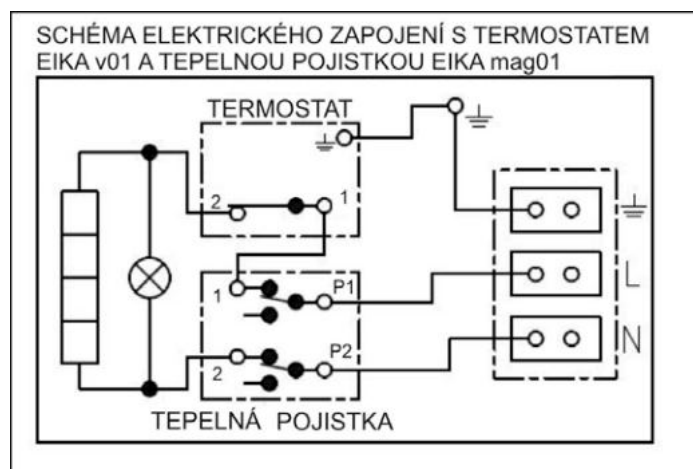 SCHÉMA ELEKTRICKÉHO ZAPOJENÍ S TERMOSTATEM
EIKA v01 A TEPELNOU POJISTKOU EIKA mag01
TERMOSTAT
2
1
1
P1
L
2
P2
N
TEPELNÁ POJISTKA